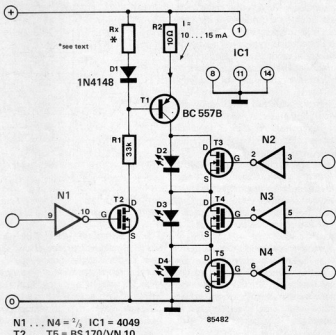 +
Rx
*
R2
10Ω
I =
10 . . . 15 mA
1
*see text
IC1
8
11
14
D1
1N4148
T1
BC 557B
R1
33k
D2
D
T3
G
S
2
N2
3
N1
9
10
G
T2
D
S
D3
D
T4
G
S
4
N3
5
D4
D
T5
G
S
6
N4
7
0
85482
N1 . . . N4 = 2/3 IC1 = 4049
T2 . . . T5 = BS 170/VN 10